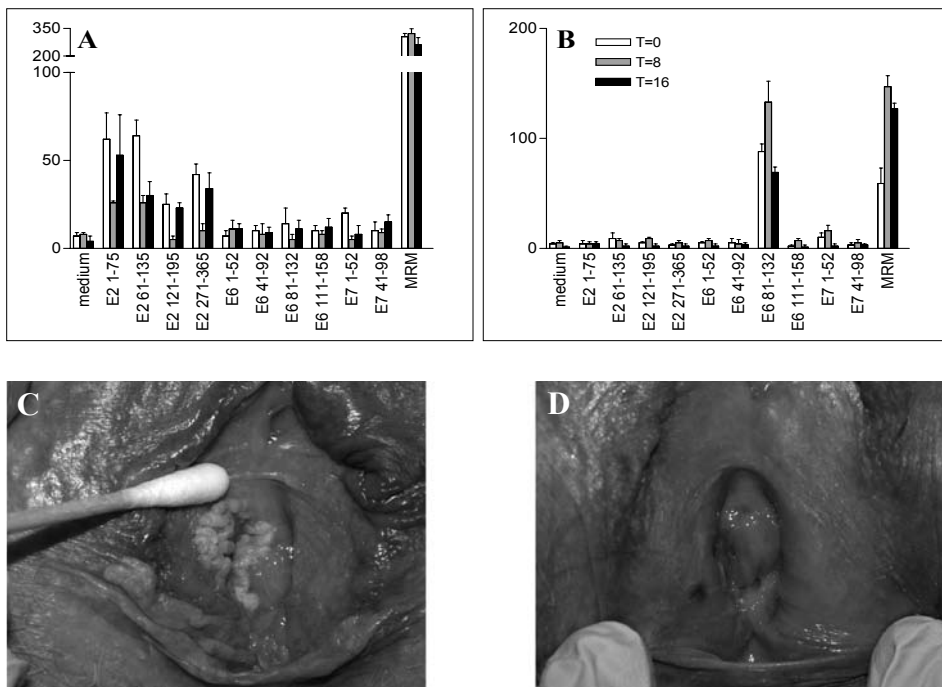 A
350
200
100
50
0
medium
E2 1-75
E2 61-135
E2 121-195
E2 271-365
E6 1-52
E6 41-92
E6 81-132
E6 111-158
E7 1-52
E7 41-98
MRM
B
T=0
T=8
T=16
200
100
0
medium
E2 1-75
E2 61-135
E2 121-195
E2 271-365
E6 1-52
E6 41-92
E6 81-132
E6 111-158
E7 1-52
E7 41-98
MRM
C
D